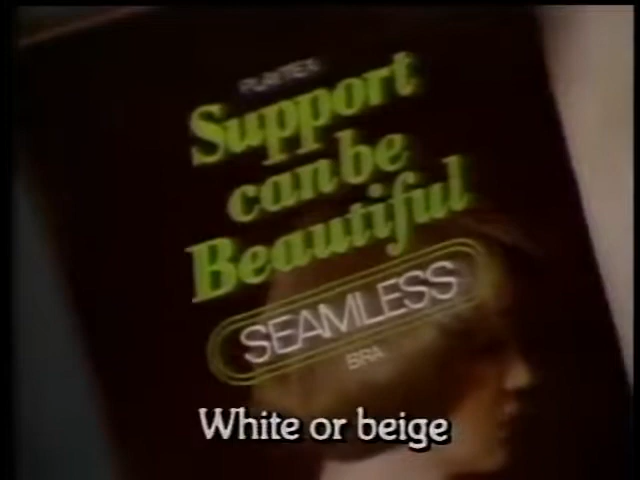 PLAYTEX
Support
can be
Beautiful
SEAMLESS
BRA
White or beige